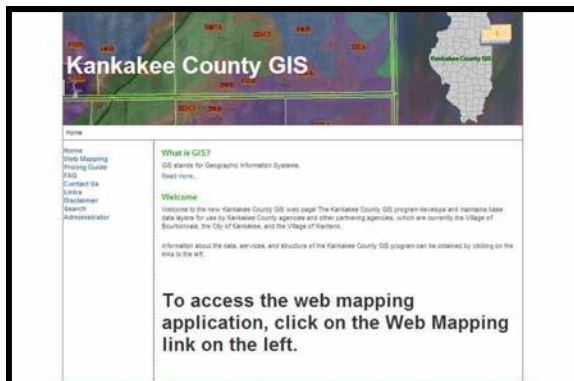 Kankakee County GIS
Kankakee County GIS
Home
Home
Web Mapping
Pricing Guide
FAQ
Contact Us
Links
Disclaimer
Search
Administrator
What is GIS?
GIS stands for Geographic Information Systems.
Read more...
Welcome
Welcome to the new Kankakee County GIS web page! The Kankakee County GIS program develops and maintains base
data layers for use by Kankakee County agencies and other partnering agencies, which are currently the Village of
Bourbonnais, the City of Kankakee, and the Village of Manteno.
Information about the data, services, and structure of the Kankakee County GIS program can be obtained by clicking on the
links to the left.
To access the web mapping
application, click on the Web Mapping
link on the left.